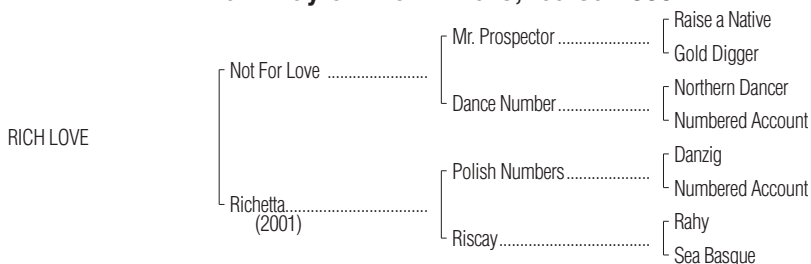 Raise a Native
Mr. Prospector ......................
Gold Digger
Not For Love ........................
Northern Dancer
Dance Number ......................
Numbered Account
RICH LOVE
Danzig
Polish Numbers ....................
Numbered Account
Richetta..................................
(2001)
Rahy
Riscay....................................
Sea Basque